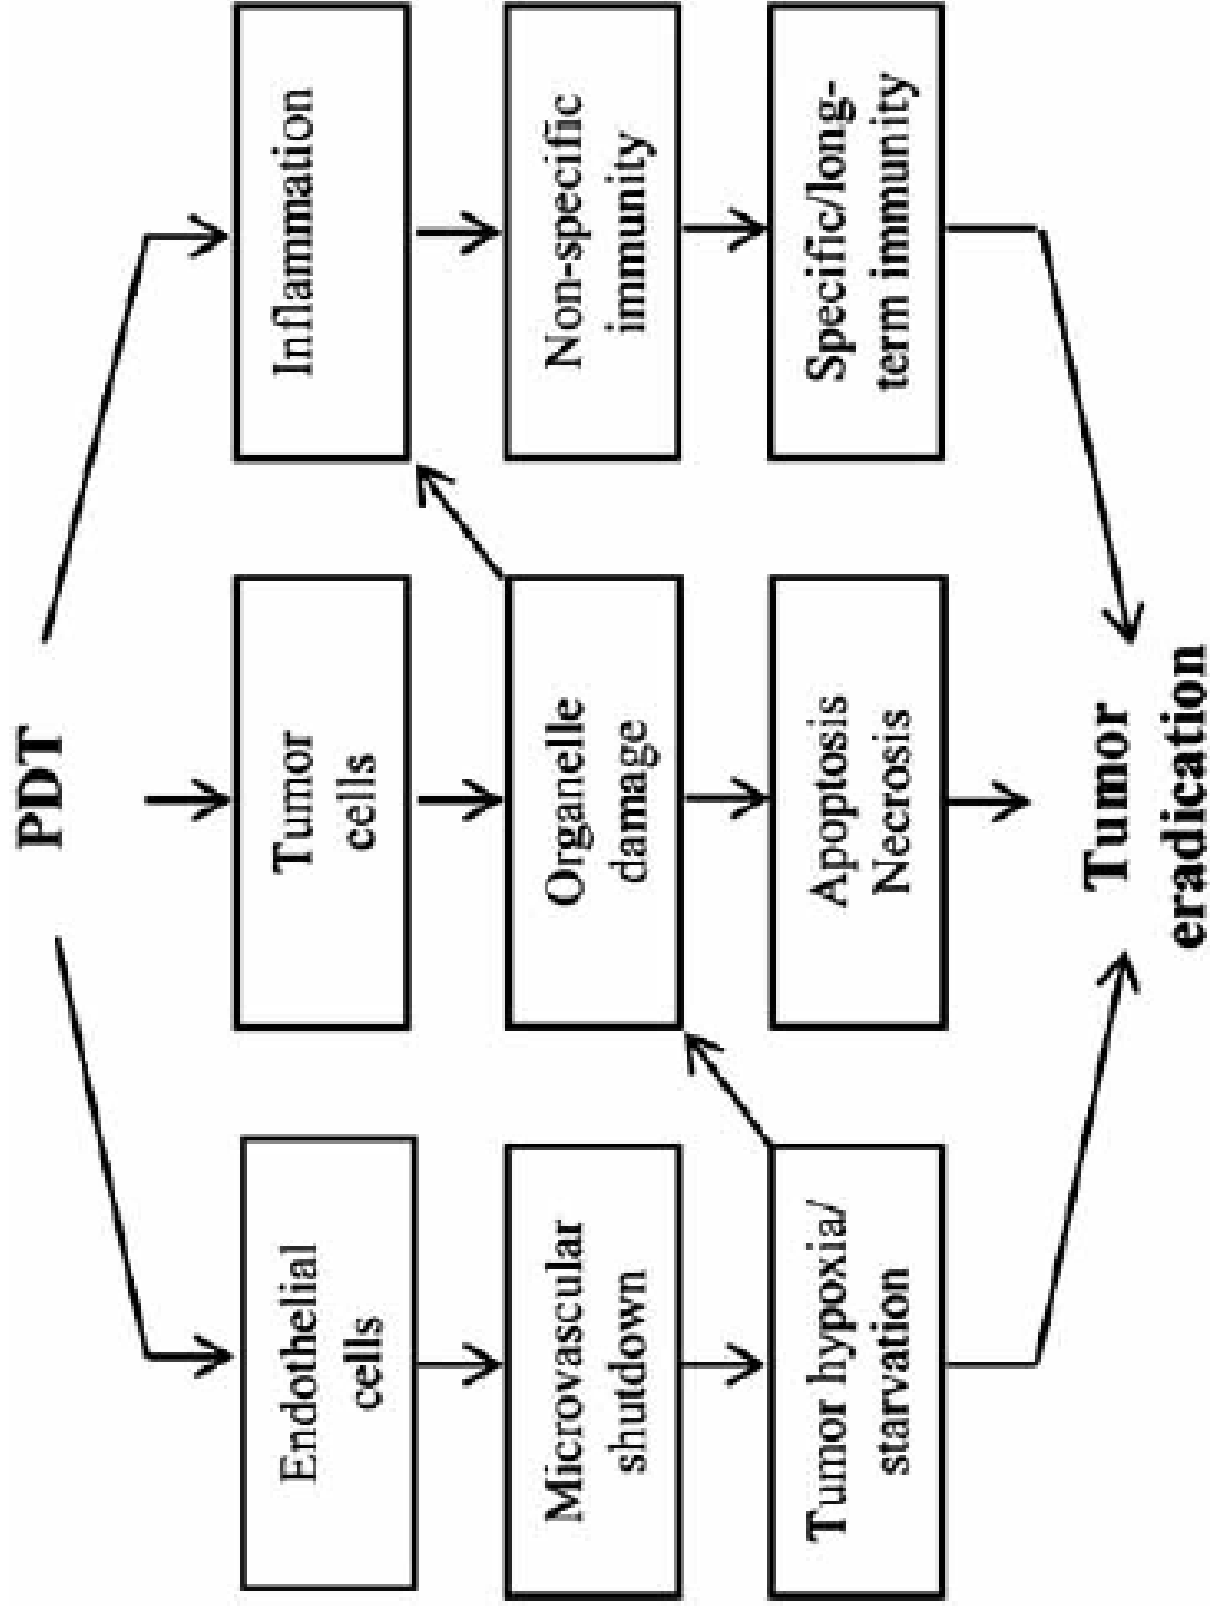 PDT
Endothelial
cells
Tumor
cells
Inflammation
Microvascular
shutdown
Organelle
damage
Non-specific
immunity
Tumor hypoxia/
starvation
Apoptosis
Necrosis
Specific/long-
term immunity
Tumor
eradication